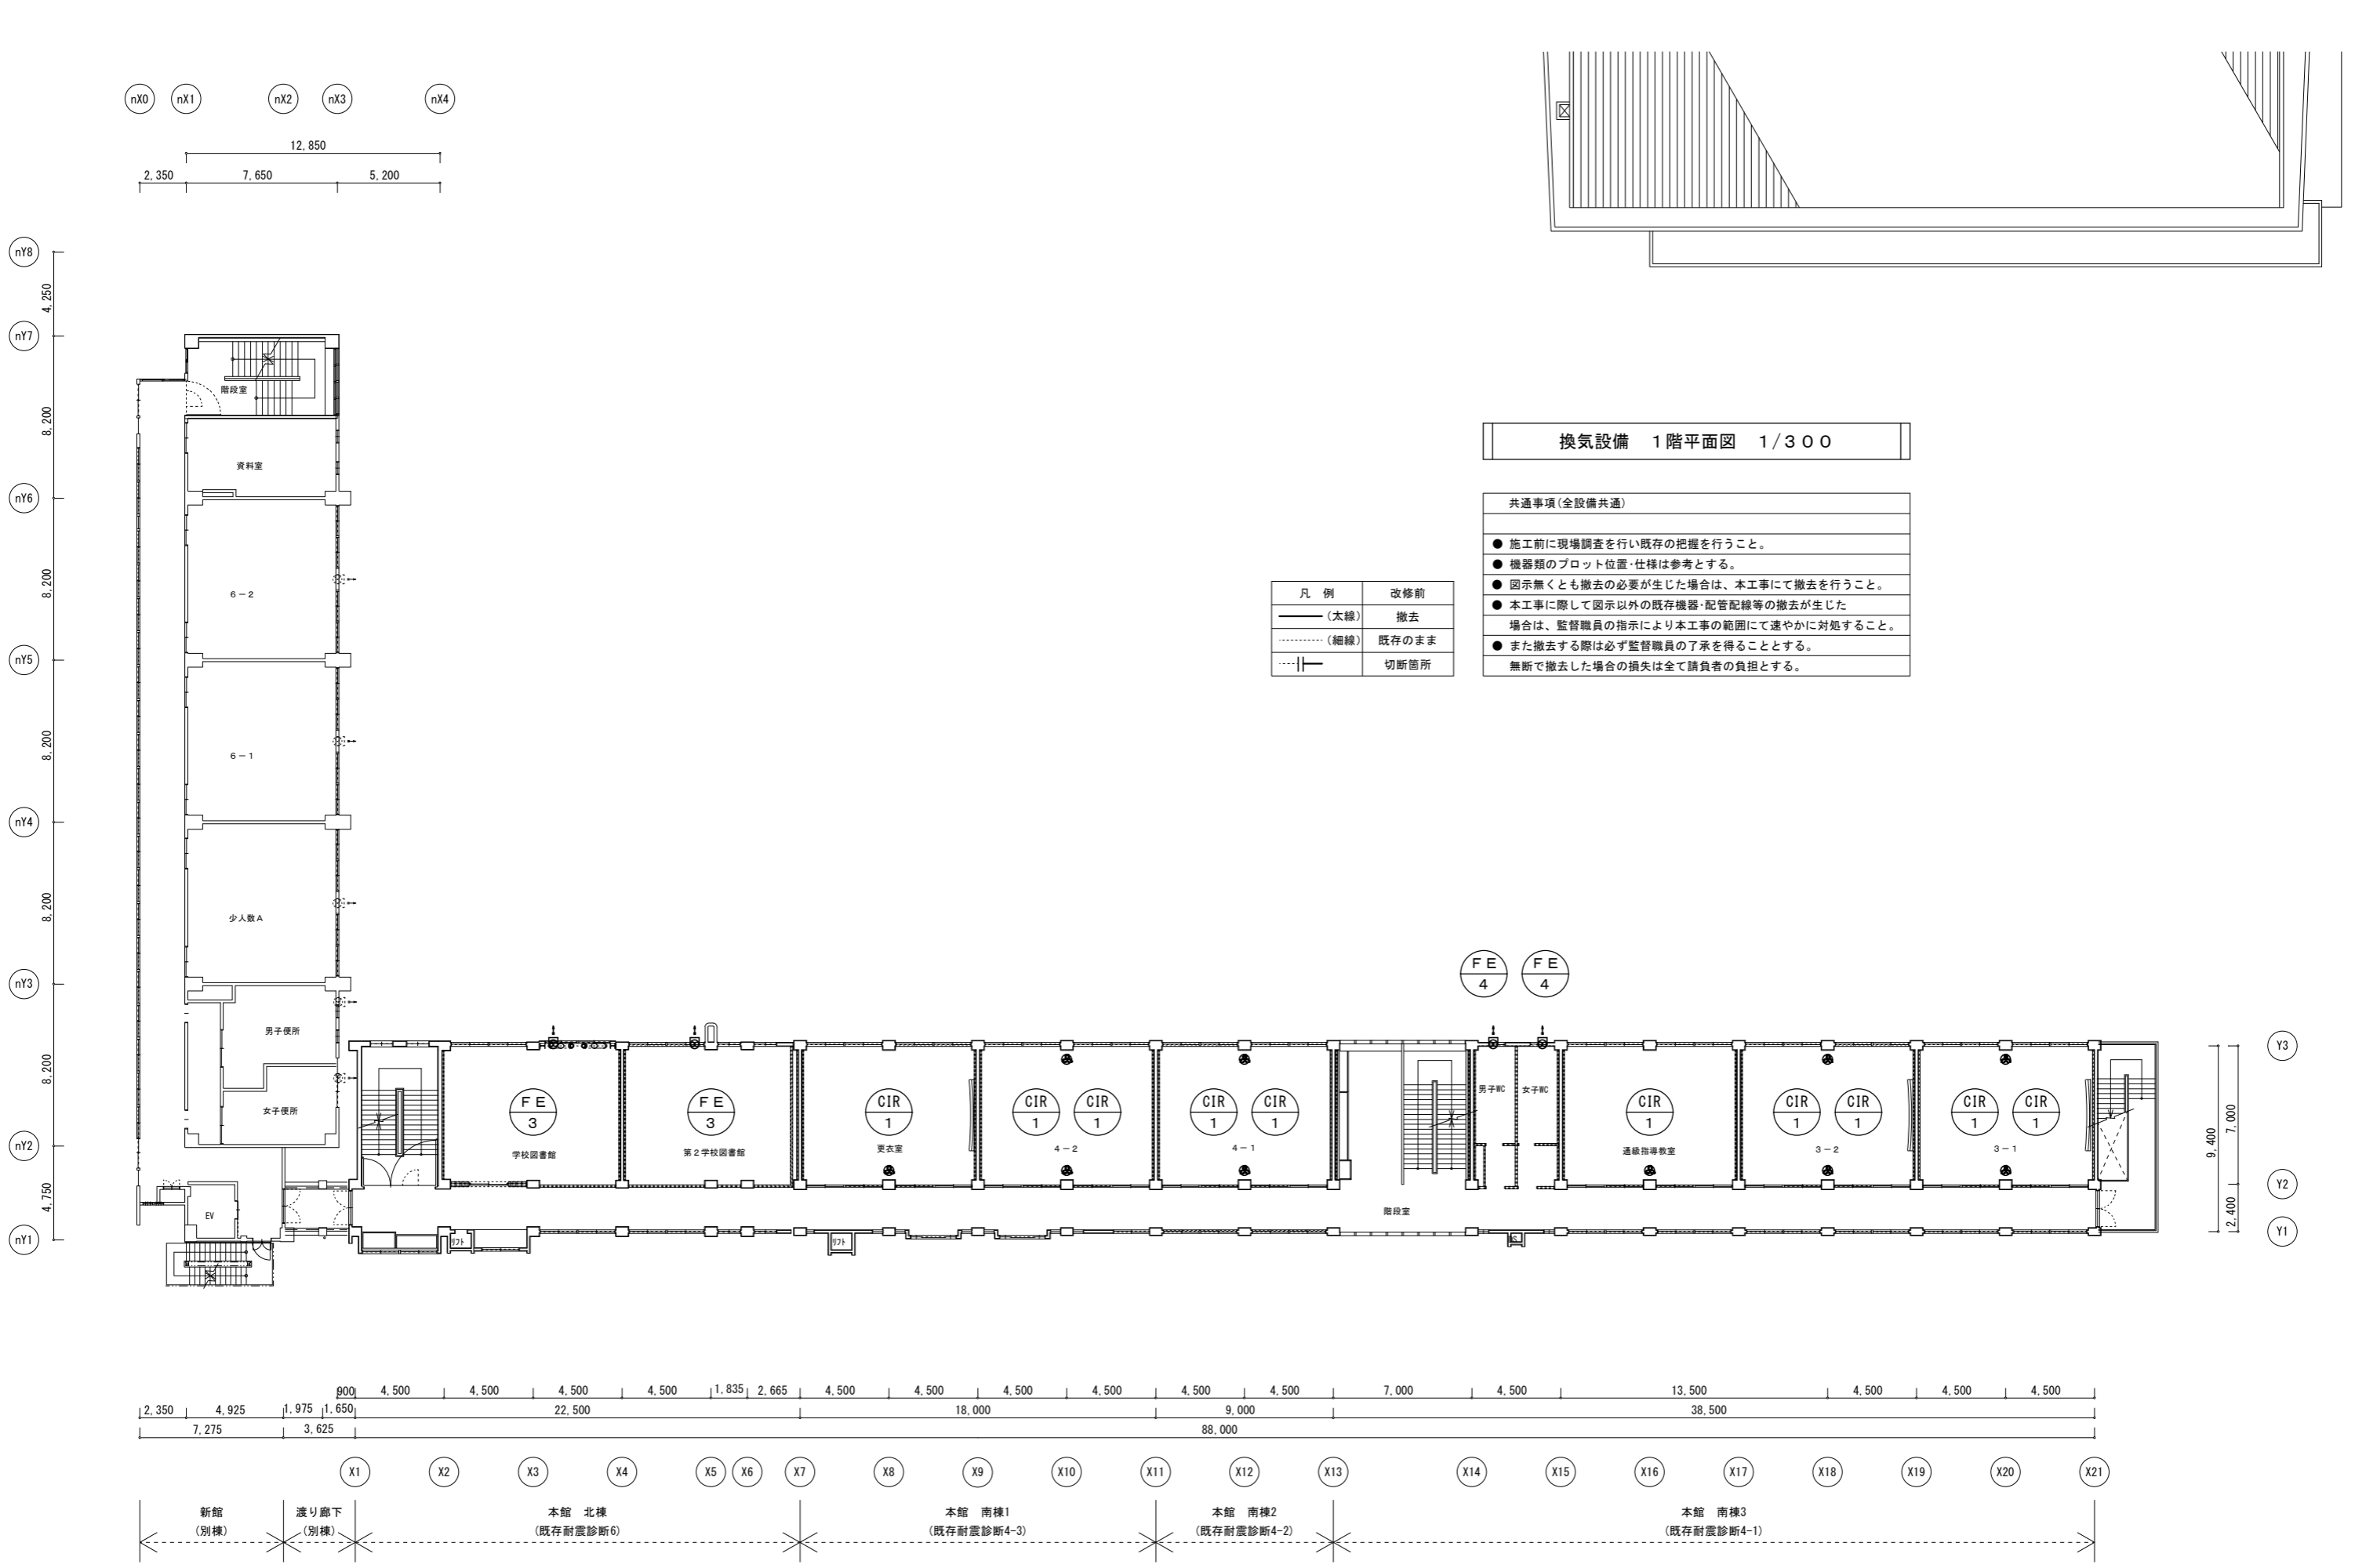 nX0 nX1 nX2 nX3 nX4
12,850
2,350 7,650 5,200
nY8
4,250
nY7
階段室
8,200
資料室
nY6
8,200
6－2
nY5
8,200
6－1
nY4
8,200
少人数A
nY3
男子便所
8,200
女子便所
nY2
4,750
EV
nY1
換気設備　1階平面図　1/300
共通事項(全設備共通)
● 施工前に現場調査を行い既存の把握を行うこと。
● 機器類のプロット位置･仕様は参考とする。
● 図示無くとも撤去の必要が生じた場合は、本工事にて撤去を行うこと。
● 本工事に際して図示以外の既存機器･配管配線等の撤去が生じた
場合は、監督職員の指示により本工事の範囲にて速やかに対処すること。
● また撤去する際は必ず監督職員の了承を得ることとする。
無断で撤去した場合の損失は全て請負者の負担とする。
凡　例 改修前
(太線) 撤去
(細線) 既存のまま
切断箇所
FE FE
4 4
Y3
男子WC 女子WC
FE FE CIR CIR CIR CIR CIR CIR CIR CIR CIR CIR
3 3 1 1 1 1 1 1 1 1 1 1
学校図書館 第2学校図書館 更衣室 4－2 4－1 通級指導教室 3－2 3－1
7,000
9,400
Y2
2,400
階段室
Y1
リフト リフト
900 4,500 4,500 4,500 4,500 1,835 2,665 4,500 4,500 4,500 4,500 4,500 4,500 7,000 4,500 13,500 4,500 4,500 4,500
2,350 4,925 1,975 1,650 22,500 18,000 9,000 38,500
7,275 3,625 88,000
X1 X2 X3 X4 X5 X6 X7 X8 X9 X10 X11 X12 X13 X14 X15 X16 X17 X18 X19 X20 X21
新館 渡り廊下 本館　北棟 本館　南棟1 本館　南棟2 本館　南棟3
(別棟) (別棟) (既存耐震診断6) (既存耐震診断4-3) (既存耐震診断4-2) (既存耐震診断4-1)